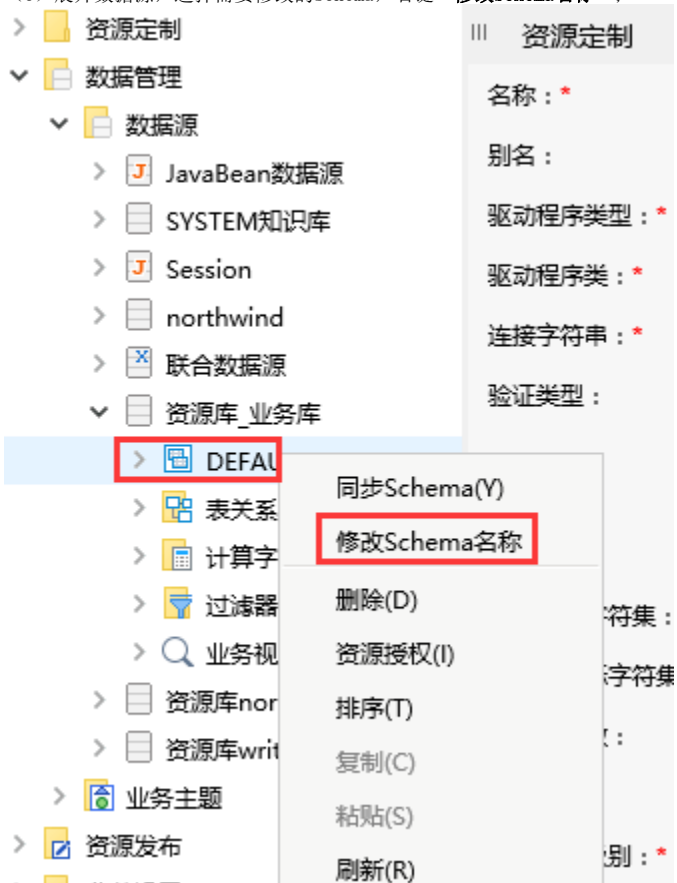 资源定制
数据管理
数据源
JavaBean数据源
SYSTEM知识库
Session
northwind
联合数据源
资源库_业务库
DEFAU
表关系
计算字
过滤器
业务视
资源库nor
资源库writ
业务主题
资源发布
资源定制
名称：*
别名：
驱动程序类型：*
驱动程序类：*
连接字符串：*
验证类型：
字符集：
字符集
：
别：*
同步Schema(Y)
修改Schema名称
删除(D)
资源授权(I)
排序(T)
复制(C)
粘贴(S)
刷新(R)